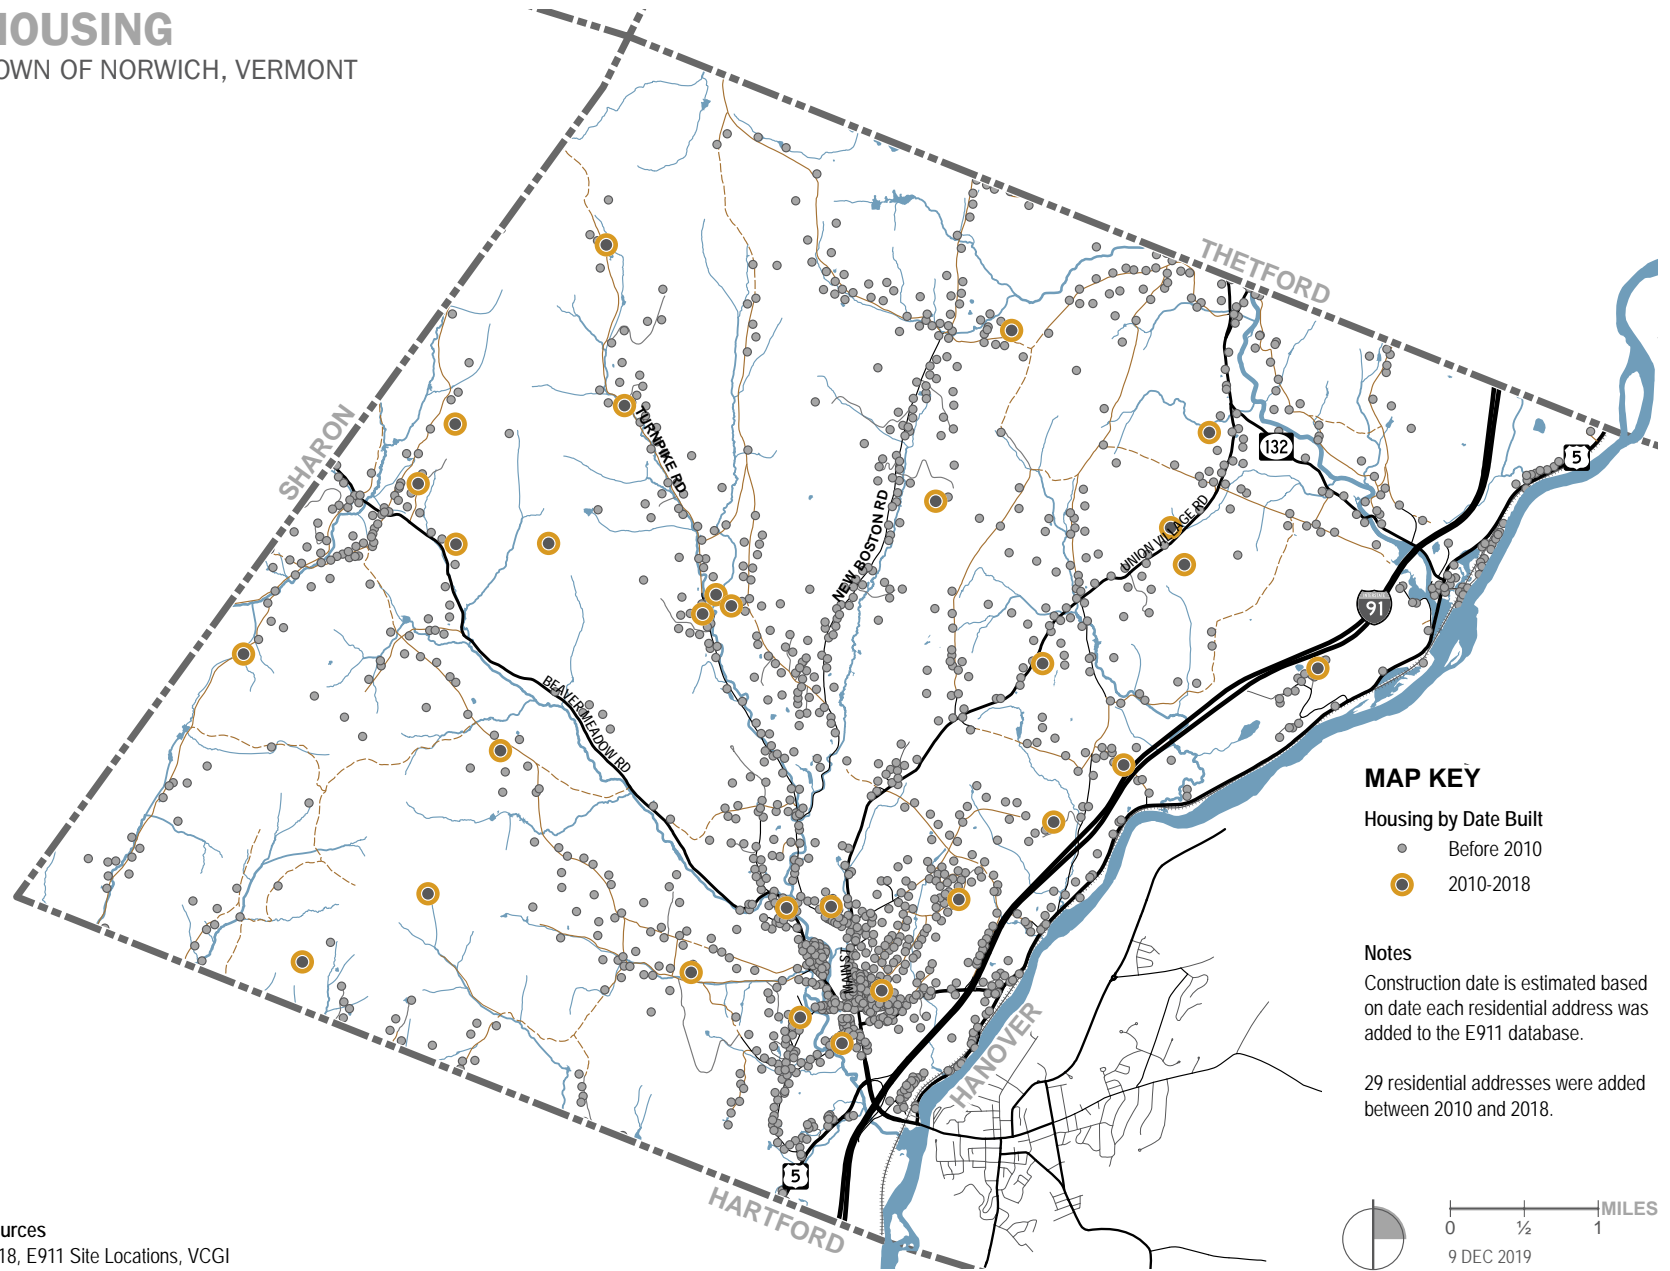 HOUSING
OWN OF NORWICH, VERMONT
THETFORD
SHARON
TURNPIKE RD
132
5
NEW BOSTON RD
UNION VILLAGE RD
INTERSTATE
91
BEAVER MEADOW RD
MAIN ST
HANOVER
5
HARTFORD
MAP KEY
Housing by Date Built
Before 2010
2010-2018
Notes
Construction date is estimated based
on date each residential address was
added to the E911 database.
29 residential addresses were added
between 2010 and 2018.
MILES
0 ½ 1
9 DEC 2019
urces
18, E911 Site Locations, VCGI